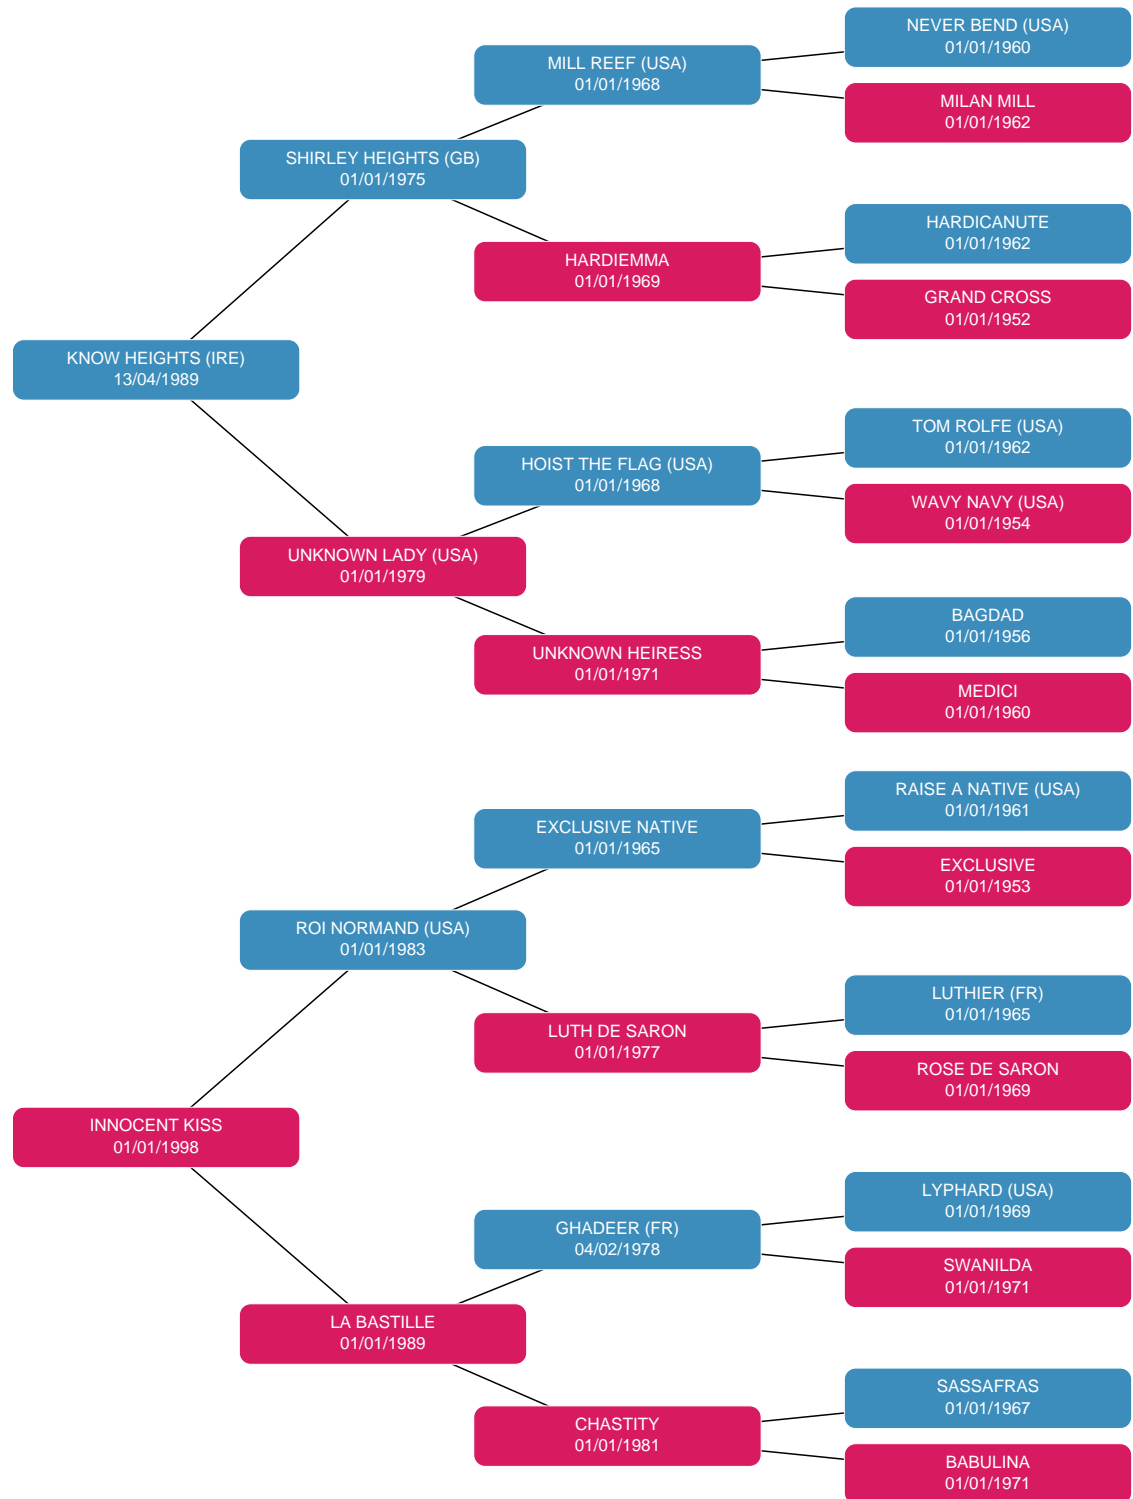 NEVER BEND (USA)
01/01/1960
MILL REEF (USA)
01/01/1968
MILAN MILL
01/01/1962
SHIRLEY HEIGHTS (GB)
01/01/1975
HARDICANUTE
01/01/1962
HARDIEMMA
01/01/1969
GRAND CROSS
01/01/1952
KNOW HEIGHTS (IRE)
13/04/1989
TOM ROLFE (USA)
01/01/1962
HOIST THE FLAG (USA)
01/01/1968
WAVY NAVY (USA)
01/01/1954
UNKNOWN LADY (USA)
01/01/1979
BAGDAD
01/01/1956
UNKNOWN HEIRESS
01/01/1971
MEDICI
01/01/1960
RAISE A NATIVE (USA)
01/01/1961
EXCLUSIVE NATIVE
01/01/1965
EXCLUSIVE
01/01/1953
ROI NORMAND (USA)
01/01/1983
LUTHIER (FR)
01/01/1965
LUTH DE SARON
01/01/1977
ROSE DE SARON
01/01/1969
INNOCENT KISS
01/01/1998
LYPHARD (USA)
01/01/1969
GHADEER (FR)
04/02/1978
SWANILDA
01/01/1971
LA BASTILLE
01/01/1989
SASSAFRAS
01/01/1967
CHASTITY
01/01/1981
BABULINA
01/01/1971